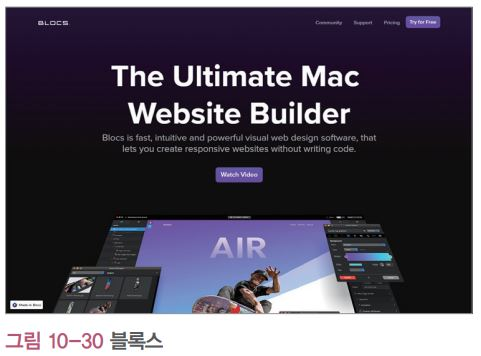 BLOCS
Community Support Pricing Try for Free
The Ultimate Mac
Website Builder
Blocs is fast, intuitive and powerful visual web design software, that
lets you create responsive websites without writing code.
Watch Video
AIR
Made in Blocs
그림 10-30 블록스